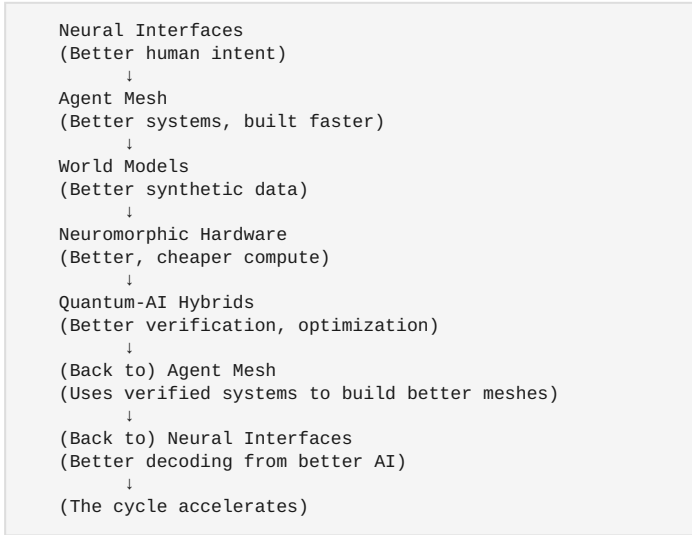 Neural Interfaces
(Better human intent)
↓
Agent Mesh
(Better systems, built faster)
↓
World Models
(Better synthetic data)
↓
Neuromorphic Hardware
(Better, cheaper compute)
↓
Quantum-AI Hybrids
(Better verification, optimization)
↓
(Back to) Agent Mesh
(Uses verified systems to build better meshes)
↓
(Back to) Neural Interfaces
(Better decoding from better AI)
↓
(The cycle accelerates)